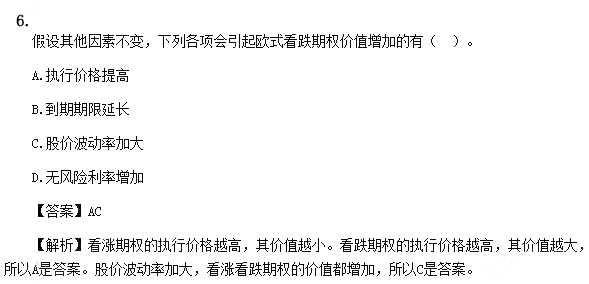 6.
假设其他因素不变，下列各项会引起欧式看跌期权价值增加的有（　）。
A.执行价格提高
B.到期期限延长
C.股价波动率加大
D.无风险利率增加
【答案】AC
【解析】看涨期权的执行价格越高，其价值越小。看跌期权的执行价格越高，其价值越大，
所以A是答案。股价波动率加大，看涨看跌期权的价值都增加，所以C是答案。